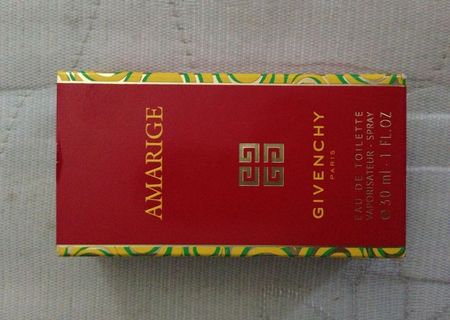 AMARIGE
GIVENCHY
PARIS
EAU DE TOILETTE
VAPORISATEUR - SPRAY
℮ 30 ml - 1 FL.OZ